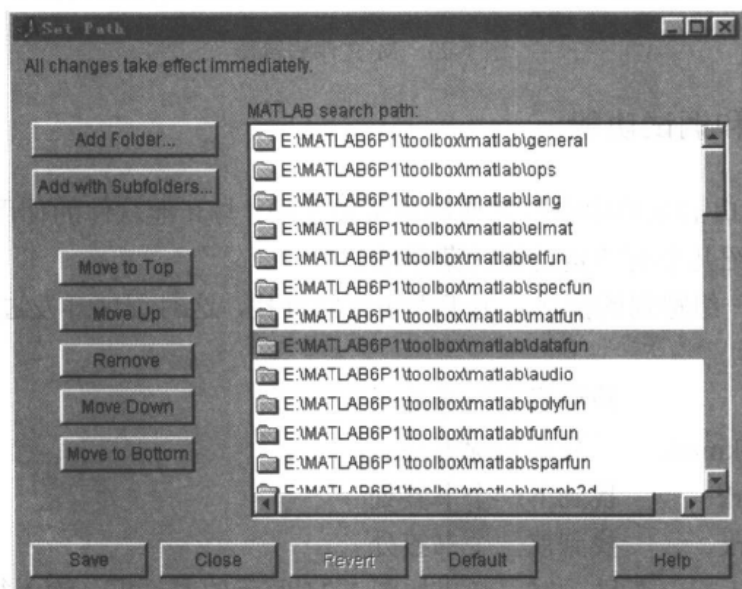 Set Path
All changes take effect immediately.
MATLAB search path:
Add Folder...
Add with Subfolders...
Move to Top
Move Up
Remove
Move Down
Move to Bottom
E:\MATLAB6P1\toolbox\matlab\general
E:\MATLAB6P1\toolbox\matlab\ops
E:\MATLAB6P1\toolbox\matlab\lang
E:\MATLAB6P1\toolbox\matlab\elmat
E:\MATLAB6P1\toolbox\matlab\elfun
E:\MATLAB6P1\toolbox\matlab\specfun
E:\MATLAB6P1\toolbox\matlab\matfun
E:\MATLAB6P1\toolbox\matlab\datafun
E:\MATLAB6P1\toolbox\matlab\audio
E:\MATLAB6P1\toolbox\matlab\polyfun
E:\MATLAB6P1\toolbox\matlab\funfun
E:\MATLAB6P1\toolbox\matlab\sparfun
E:\MATLAB6P1\toolbox\matlab\graph2d
Save
Close
Revert
Default
Help